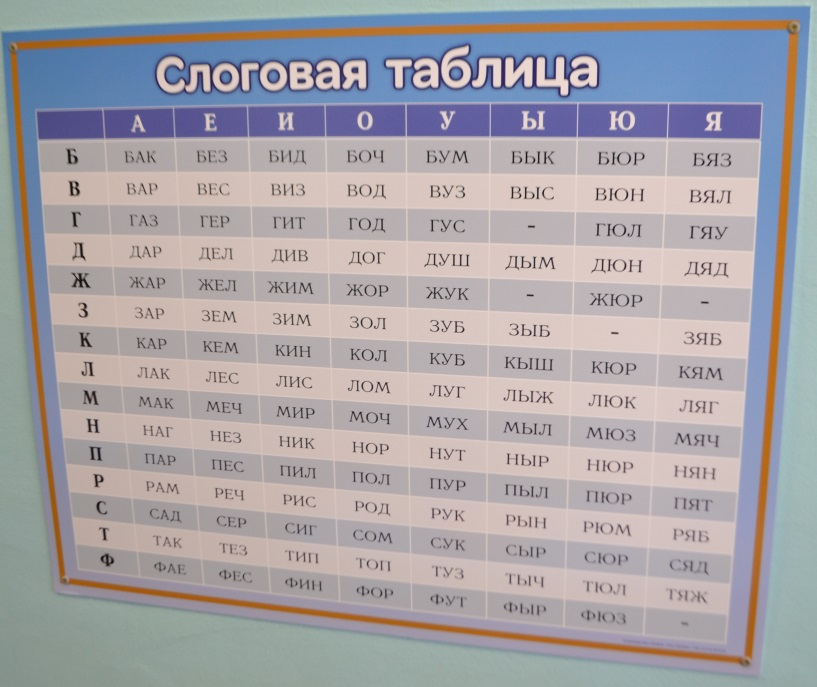 Слоговая таблица
А Е И О У Ы Ю Я
Б БАК БЕЗ БИД БОЧ БУМ БЫК БЮР БЯЗ
В ВАР ВЕС ВИЗ ВОД ВУЗ ВЫС ВЮН ВЯЛ
Г ГАЗ ГЕР ГИТ ГОД ГУС - ГЮЛ ГЯУ
Д ДАР ДЕЛ ДИВ ДОГ ДУШ ДЫМ ДЮН ДЯД
Ж ЖАР ЖЕЛ ЖИМ ЖОР ЖУК - ЖЮР -
З ЗАР ЗЕМ ЗИМ ЗОЛ ЗУБ ЗЫБ - ЗЯБ
К КАР КЕМ КИН КОЛ КУБ КЫШ КЮР КЯМ
Л ЛАК ЛЕС ЛИС ЛОМ ЛУГ ЛЫЖ ЛЮК ЛЯГ
М МАК МЕЧ МИР МОЧ МУХ МЫЛ МЮЗ МЯЧ
Н НАГ НЕЗ НИК НОР НУТ НЫР НЮР НЯН
П ПАР ПЕС ПИЛ ПОЛ ПУР ПЫЛ ПЮР ПЯТ
Р РАМ РЕЧ РИС РОД РУК РЫН РЮМ РЯБ
С САД СЕР СИГ СОМ СУК СЫР СЮР СЯД
Т ТАК ТЕЗ ТИП ТОП ТУЗ ТЫЧ ТЮЛ ТЯЖ
Ф ФАЕ ФЕС ФИН ФОР ФУТ ФЫР ФЮЗ -